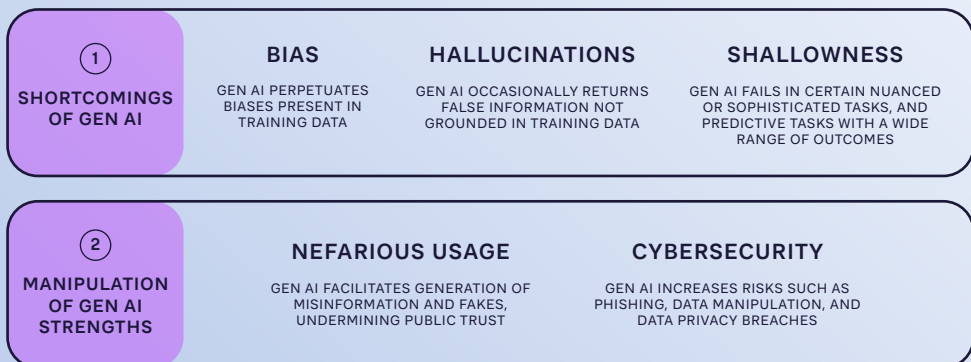 1
SHORTCOMINGS
OF GEN AI
BIAS
GEN AI PERPETUATES
BIASES PRESENT IN
TRAINING DATA
HALLUCINATIONS
GEN AI OCCASIONALLY RETURNS
FALSE INFORMATION NOT
GROUNDED IN TRAINING DATA
SHALLOWNESS
GEN AI FAILS IN CERTAIN NUANCED
OR SOPHISTICATED TASKS, AND
PREDICTIVE TASKS WITH A WIDE
RANGE OF OUTCOMES
2
MANIPULATION
OF GEN AI
STRENGTHS
NEFARIOUS USAGE
GEN AI FACILITATES GENERATION OF
MISINFORMATION AND FAKES,
UNDERMINING PUBLIC TRUST
CYBERSECURITY
GEN AI INCREASES RISKS SUCH AS
PHISHING, DATA MANIPULATION, AND
DATA PRIVACY BREACHES